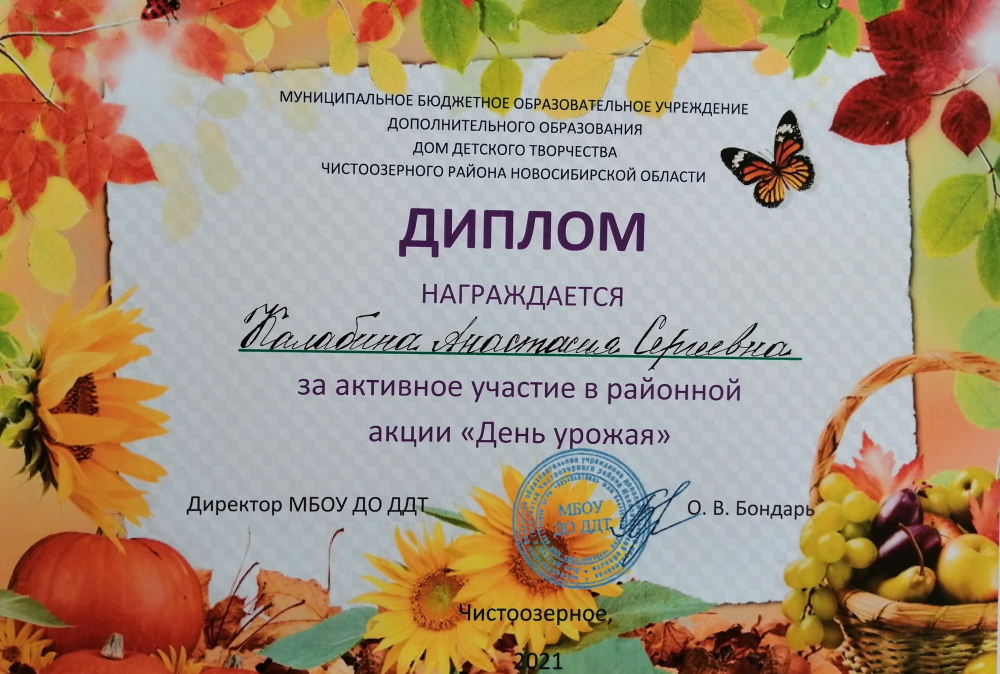 МУНИЦИПАЛЬНОЕ БЮДЖЕТНОЕ ОБРАЗОВАТЕЛЬНОЕ УЧРЕЖДЕНИЕ
ДОПОЛНИТЕЛЬНОГО ОБРАЗОВАНИЯ
ДОМ ДЕТСКОГО ТВОРЧЕСТВА
ЧИСТООЗЕРНОГО РАЙОНА НОВОСИБИРСКОЙ ОБЛАСТИ
ДИПЛОМ
НАГРАЖДАЕТСЯ
Калабина Анастасия Сергеевна
за активное участие в районной
акции «День урожая»
Директор МБОУ ДО ДДТ О. В. Бондарь
МБОУ
ДО ДДТ
Чистоозерное,
2021